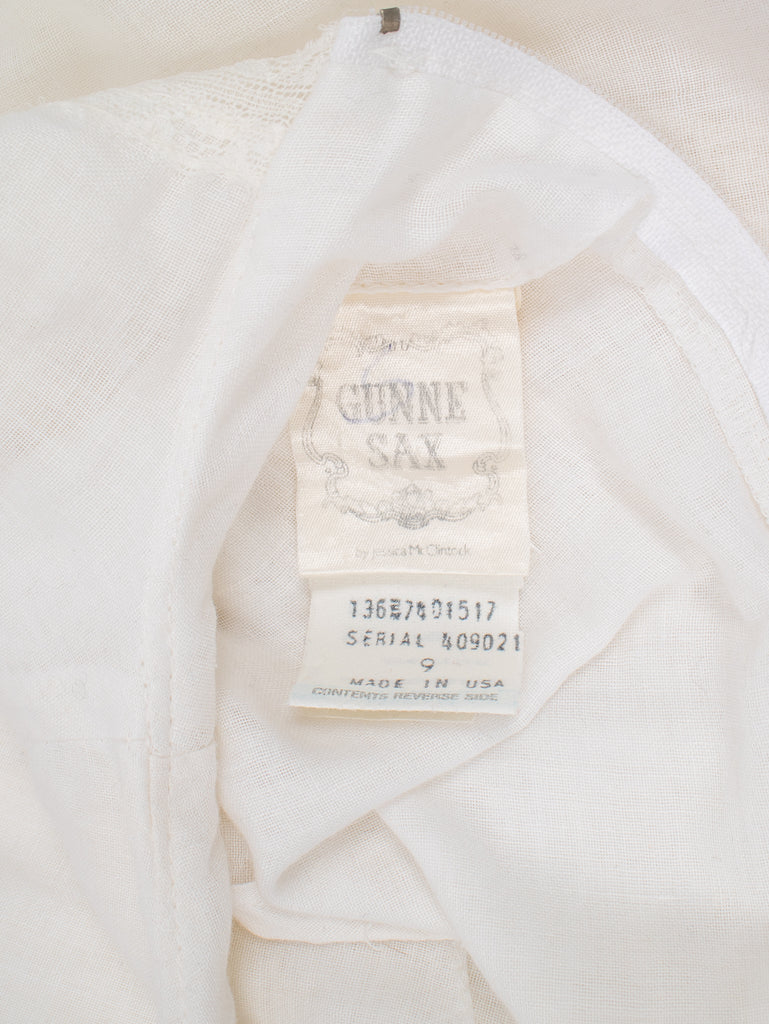 GUNNE
SAX
by Jessica McClintock
136E7401517
SERIAL 409021
9
MADE IN USA
CONTENTS REVERSE SIDE